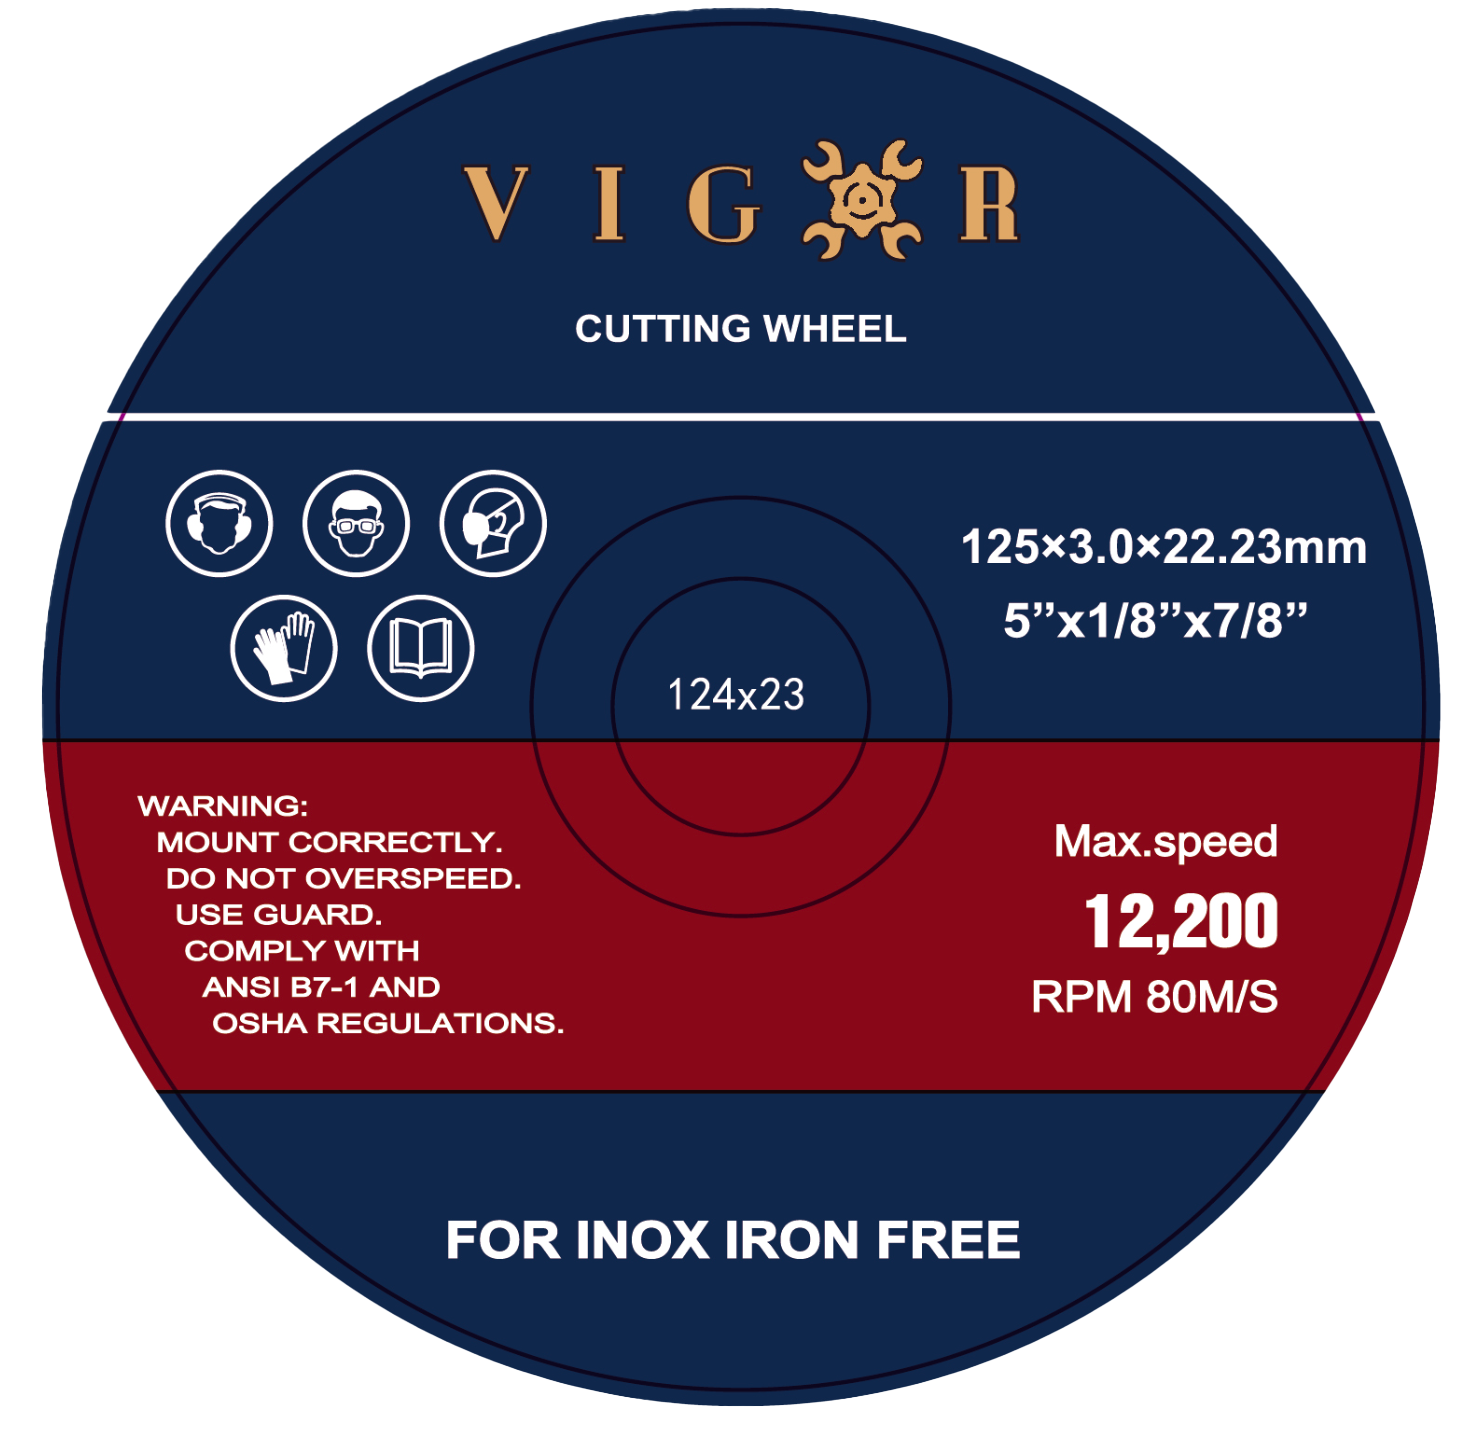 VIGOR
CUTTING WHEEL
125×3.0×22.23mm
5”x1/8”x7/8”
124x23
WARNING:
MOUNT CORRECTLY.
DO NOT OVERSPEED.
USE GUARD.
COMPLY WITH
ANSI B7-1 AND
OSHA REGULATIONS.
Max.speed
12,200
RPM 80M/S
FOR INOX IRON FREE